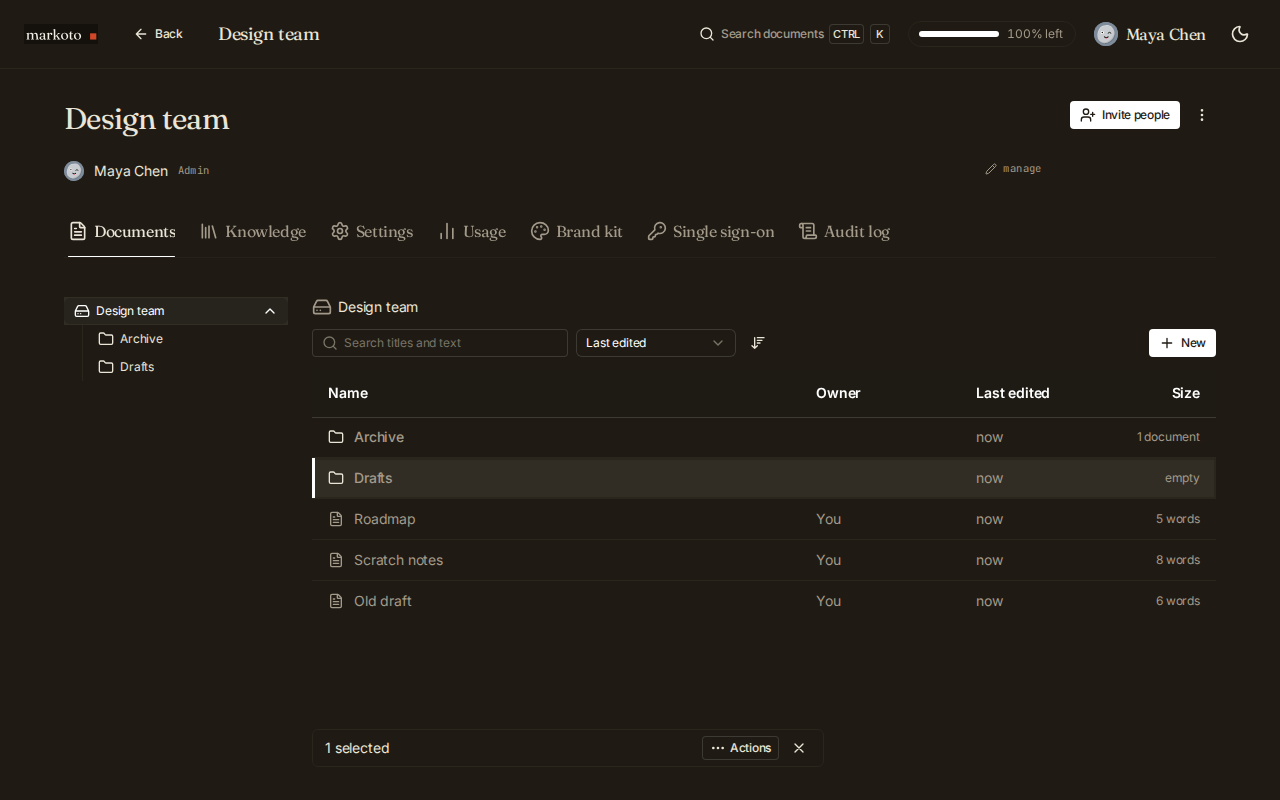 markoto
Back
Design team
Search documents CTRL K
100% left
Maya Chen
Design team
Invite people
Maya Chen Admin
manage
Documents
Knowledge
Settings
Usage
Brand kit
Single sign-on
Audit log
Design team
Archive
Drafts
Design team
Search titles and text
Last edited
New
Name Owner Last edited Size
Archive now 1 document
Drafts now empty
Roadmap You now 5 words
Scratch notes You now 8 words
Old draft You now 6 words
1 selected
Actions